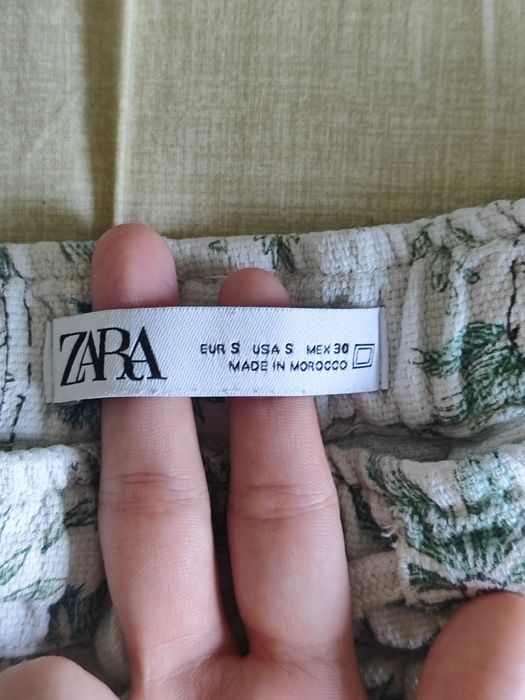 ZARA
EUR S USA S MEX 30
MADE IN MOROCCO